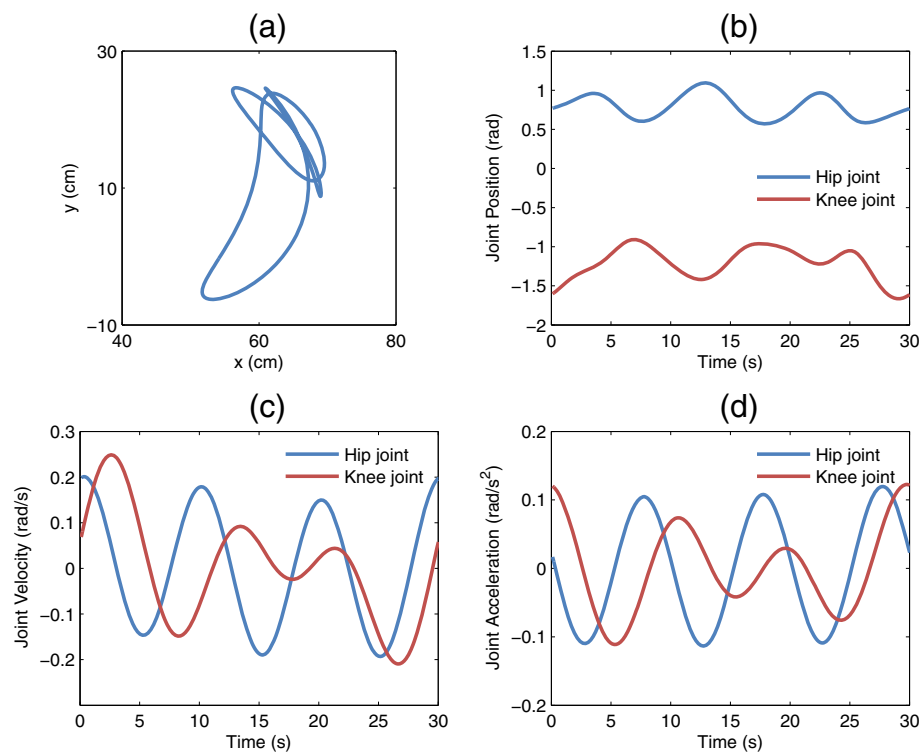 (a)
30
10
−10
y (cm)
40
60
80
x (cm)
(b)
1.5
1
0.5
0
−0.5
−1
−1.5
−2
Joint Position (rad)
Hip joint
Knee joint
0
5
10
15
20
25
30
Time (s)
(c)
0.3
0.2
0.1
0
−0.1
−0.2
Joint Velocity (rad/s)
Hip joint
Knee joint
0
5
10
15
20
25
30
Time (s)
(d)
0.2
0.1
0
−0.1
−0.2
Joint Acceleration (rad/s²)
Hip joint
Knee joint
0
5
10
15
20
25
30
Time (s)